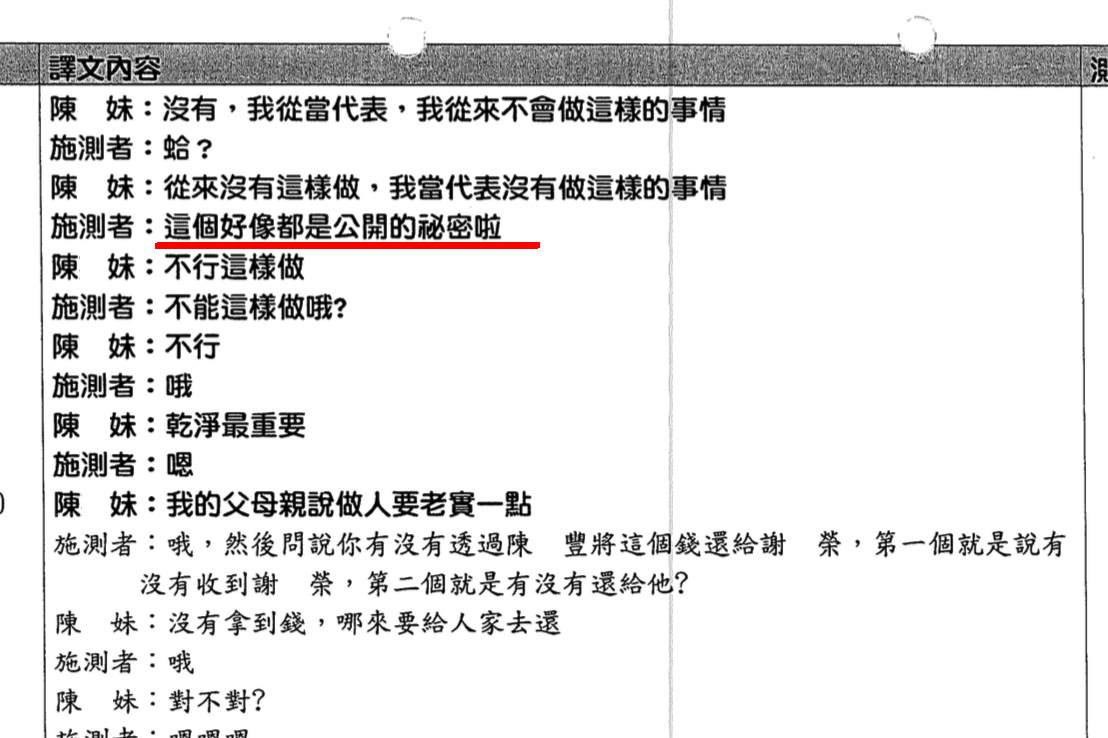 譯文內容
陳　妹：沒有，我從當代表，我從來不會做這樣的事情
施測者：蛤？
陳　妹：從來沒有這樣做，我當代表沒有做這樣的事情
施測者：這個好像都是公開的祕密啦
陳　妹：不行這樣做
施測者：不能這樣做哦?
陳　妹：不行
施測者：哦
陳　妹：乾淨最重要
施測者：嗯
陳　妹：我的父母親說做人要老實一點
施測者：哦，然後問說你有沒有透過陳　豐將這個錢還給謝　榮，第一個就是說有
沒有收到謝　榮，第二個就是有沒有還給他?
陳　妹：沒有拿到錢，哪來要給人家去還
施測者：哦
陳　妹：對不對?
施測者：嗯嗯嗯